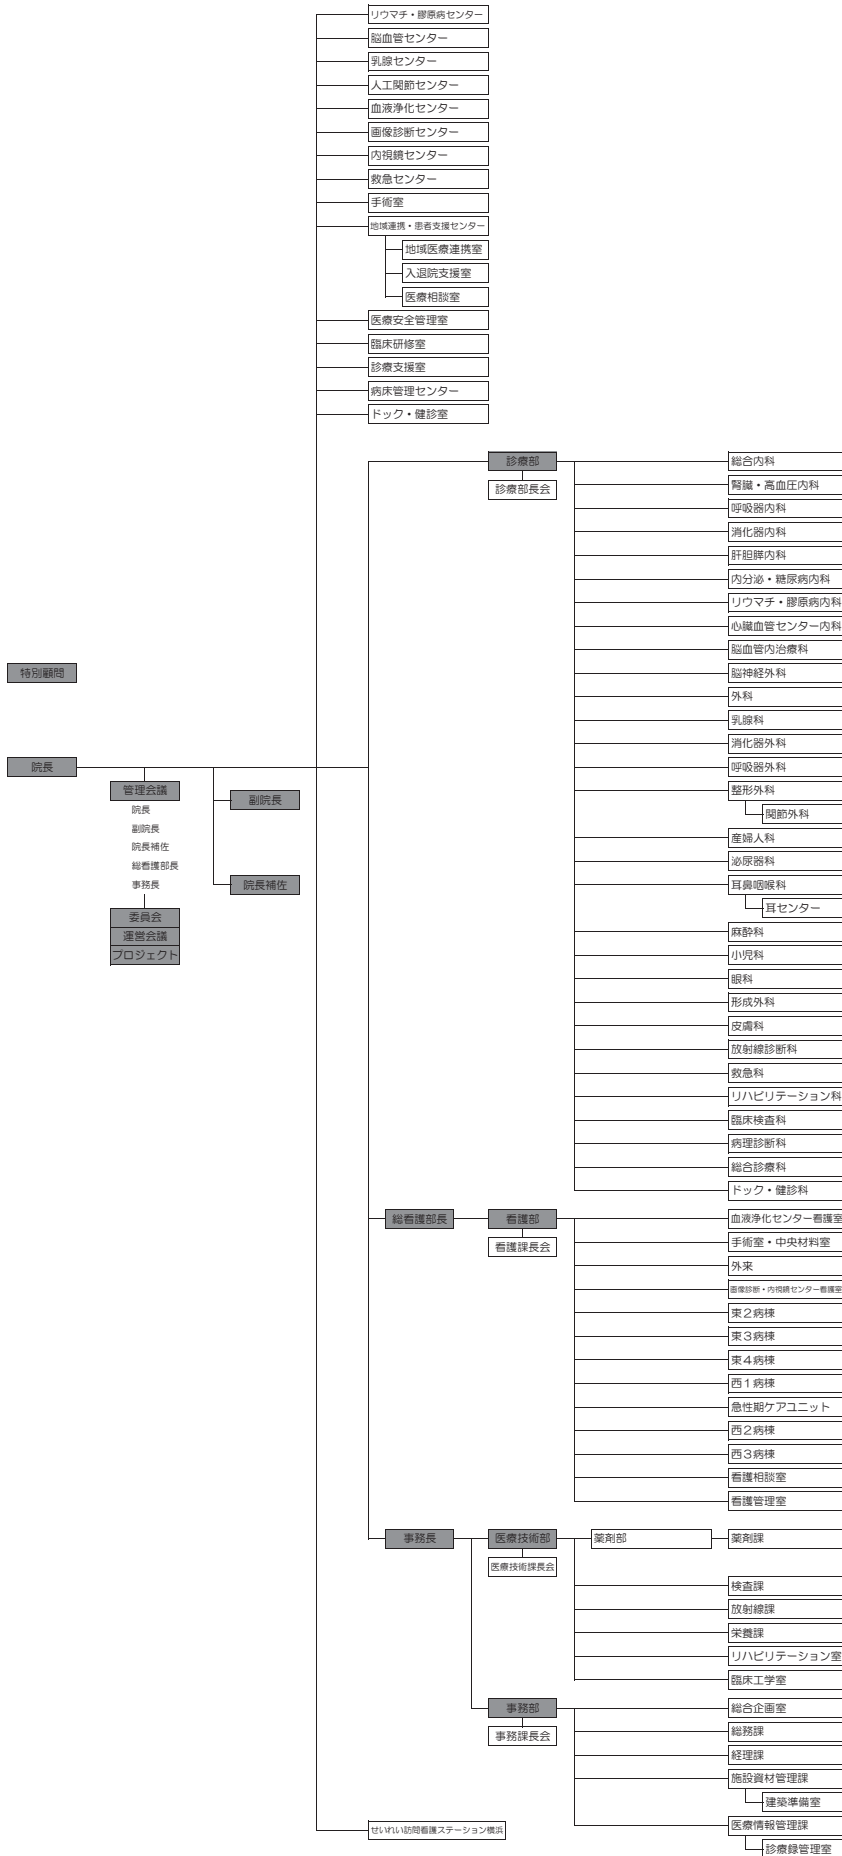 リウマチ・膠原病センター
脳血管センター
乳腺センター
人工関節センター
血液浄化センター
画像診断センター
内視鏡センター
救急センター
手術室
地域連携・患者支援センター
地域医療連携室
入退院支援室
医療相談室
医療安全管理室
臨床研修室
診療支援室
病床管理センター
ドック・健診室
特別顧問
院長
管理会議
院長
副院長
院長補佐
総看護部長
事務長
委員会
運営会議
プロジェクト
副院長
院長補佐
診療部
診療部長会
総合内科
腎臓・高血圧内科
呼吸器内科
消化器内科
肝胆膵内科
内分泌・糖尿病内科
リウマチ・膠原病内科
心臓血管センター内科
脳血管内治療科
脳神経外科
外科
乳腺科
消化器外科
呼吸器外科
整形外科
関節外科
産婦人科
泌尿器科
耳鼻咽喉科
耳センター
麻酔科
小児科
眼科
形成外科
皮膚科
放射線診断科
救急科
リハビリテーション科
臨床検査科
病理診断科
総合診療科
ドック・健診科
総看護部長
看護部
看護課長会
血液浄化センター看護室
手術室・中央材料室
外来
画像診断・内視鏡センター看護室
東2病棟
東3病棟
東4病棟
西1病棟
急性期ケアユニット
西2病棟
西3病棟
看護相談室
看護管理室
事務長
医療技術部
医療技術課長会
薬剤部
薬剤課
検査課
放射線課
栄養課
リハビリテーション室
臨床工学室
事務部
事務課長会
総合企画室
総務課
経理課
施設資材管理課
建築準備室
医療情報管理課
診療録管理室
せいれい訪問看護ステーション横浜